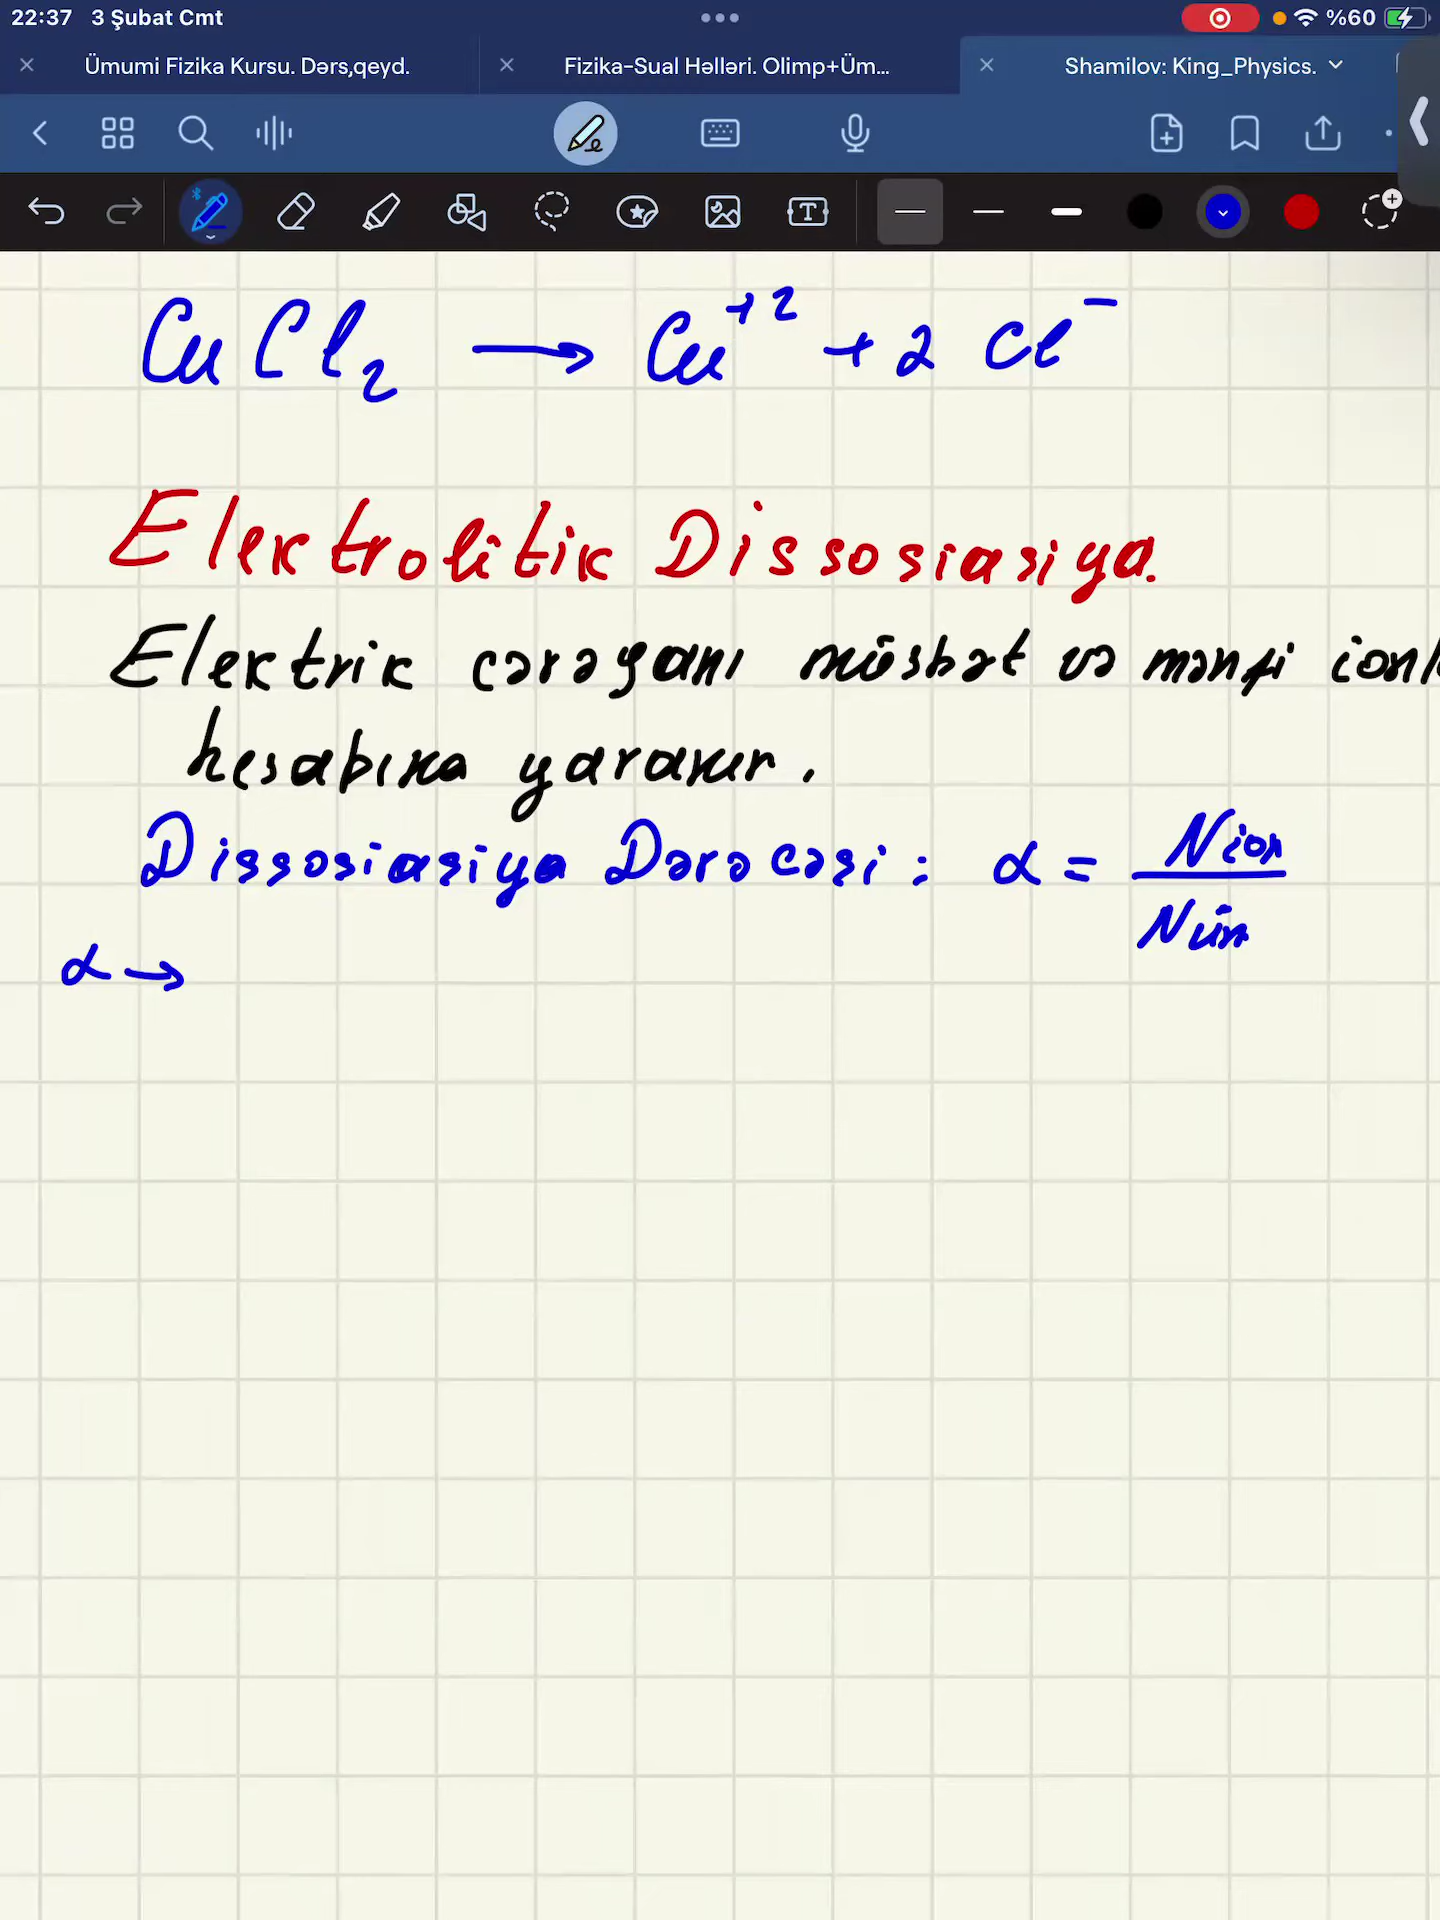 22:37 3 Şubat Cmt %60
Ümumi Fizika Kursu. Dərs,qeyd.
Fizika-Sual Həlləri. Olimp+Üm...
Shamilov: King_Physics.
CuCl₂ → Cu⁺² + 2 Cl⁻
Elektrolitik Dissosiasiya.
Elektrik cərəyanı müsbət və mənfi ionl
hesabına yaranır.
Dissosiasiya Dərəcəsi: α = Nion / Nüm
α →